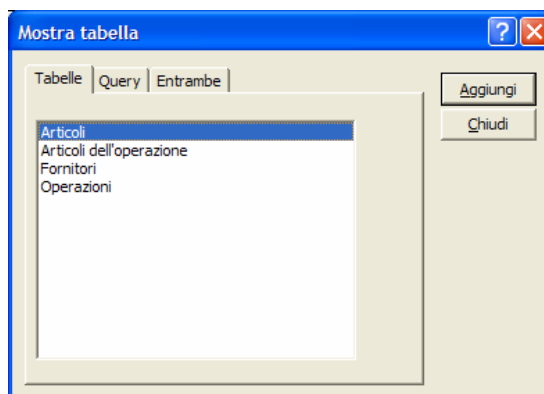 Mostra tabella
Tabelle Query Entrambe
Aggiungi
Chiudi
Articoli
Articoli dell'operazione
Fornitori
Operazioni